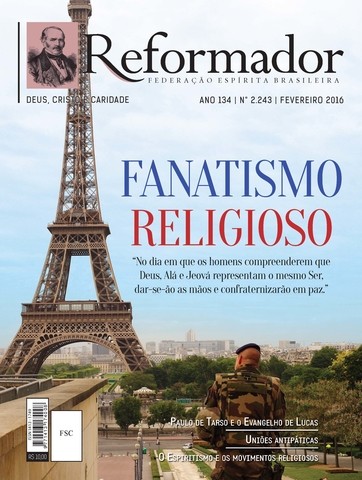 Reformador
FEDERAÇÃO ESPÍRITA BRASILEIRA
DEUS, CRISTO E CARIDADE
ANO 134 | Nº 2.243 | FEVEREIRO 2016
FANATISMO
RELIGIOSO
“No dia em que os homens compreenderem que
Deus, Alá e Jeová representam o mesmo Ser,
dar-se-ão as mãos e confraternizarão em paz.”
PAULO DE TARSO E O EVANGELHO DE LUCAS
UNIÕES ANTIPÁTICAS
O ESPIRITISMO E OS MOVIMENTOS RELIGIOSOS
FSC
R$ 10,00